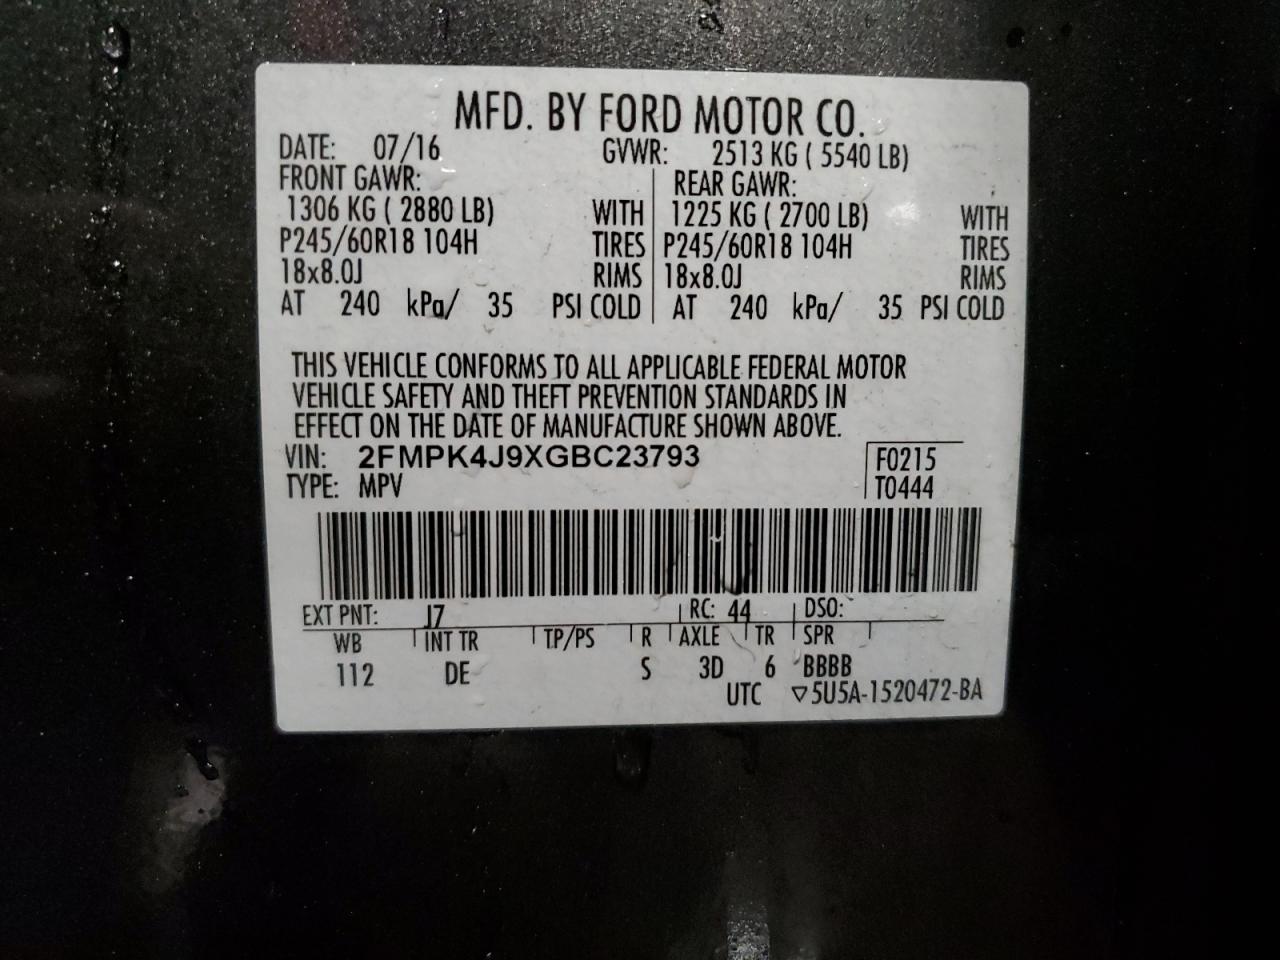 MFD. BY FORD MOTOR CO.
DATE: 07/16 GVWR: 2513 KG ( 5540 LB)
FRONT GAWR: REAR GAWR:
1306 KG ( 2880 LB) WITH 1225 KG ( 2700 LB) WITH
P245/60R18 104H TIRES P245/60R18 104H TIRES
18x8.0J RIMS 18x8.0J RIMS
AT 240 kPa/ 35 PSI COLD AT 240 kPa/ 35 PSI COLD
THIS VEHICLE CONFORMS TO ALL APPLICABLE FEDERAL MOTOR
VEHICLE SAFETY AND THEFT PREVENTION STANDARDS IN
EFFECT ON THE DATE OF MANUFACTURE SHOWN ABOVE.
VIN: 2FMPK4J9XGBC23793 F0215
TYPE: MPV T0444
EXT PNT: J7 RC: 44 DSO:
WB INT TR TP/PS R AXLE TR SPR
112 DE S 3D 6 BBBB
UTC ▽5U5A-1520472-BA